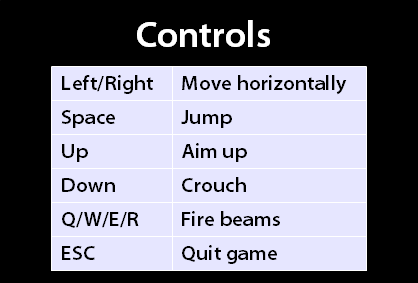 Controls
Left/Right Move horizontally
Space Jump
Up Aim up
Down Crouch
Q/W/E/R Fire beams
ESC Quit game